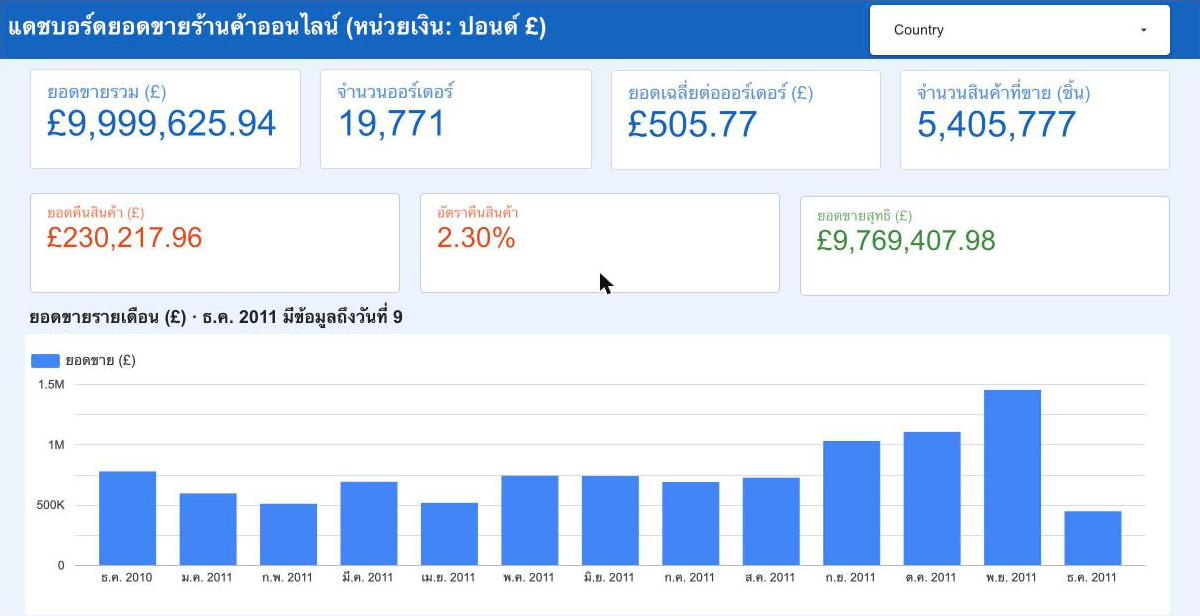 แดชบอร์ดยอดขายร้านค้าออนไลน์ (หน่วยเงิน: ปอนด์ £)
Country
ยอดขายรวม (£)
£9,999,625.94
จำนวนออร์เดอร์
19,771
ยอดเฉลี่ยต่อออร์เดอร์ (£)
£505.77
จำนวนสินค้าที่ขาย (ชิ้น)
5,405,777
ยอดคืนสินค้า (£)
£230,217.96
อัตราคืนสินค้า
2.30%
ยอดขายสุทธิ (£)
£9,769,407.98
ยอดขายรายเดือน (£) · ธ.ค. 2011 มีข้อมูลถึงวันที่ 9
ยอดขาย (£)
1.5M
1M
500K
0
ธ.ค. 2010 ม.ค. 2011 ก.พ. 2011 มี.ค. 2011 เม.ย. 2011 พ.ค. 2011 มิ.ย. 2011 ก.ค. 2011 ส.ค. 2011 ก.ย. 2011 ต.ค. 2011 พ.ย. 2011 ธ.ค. 2011